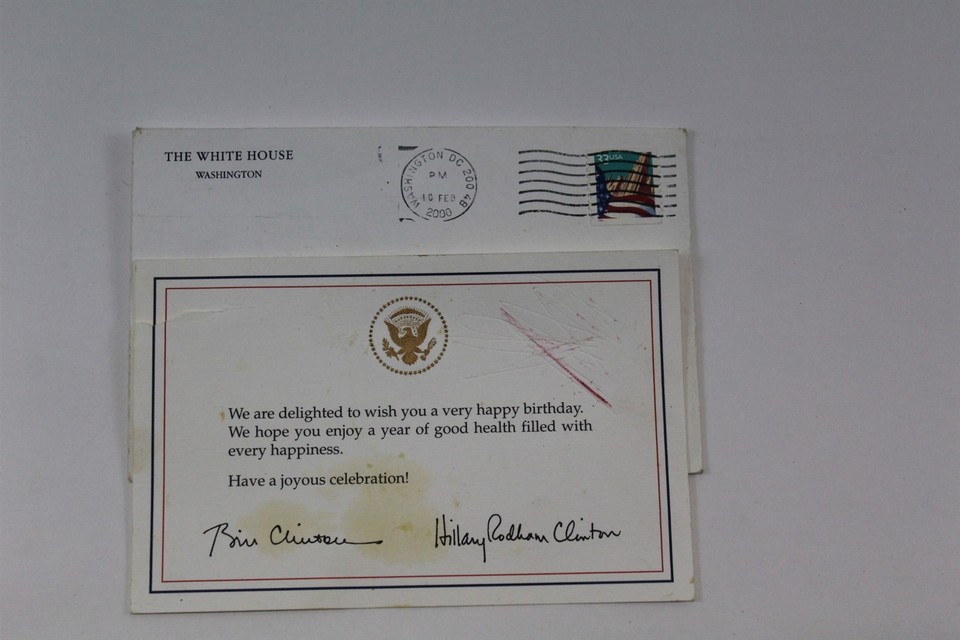 THE WHITE HOUSE
WASHINGTON
WASHINGTON DC 200 4B
PM
10 FEB
2000
33 USA
We are delighted to wish you a very happy birthday.
We hope you enjoy a year of good health filled with
every happiness.
Have a joyous celebration!
Bill Clinton
Hillary Rodham Clinton